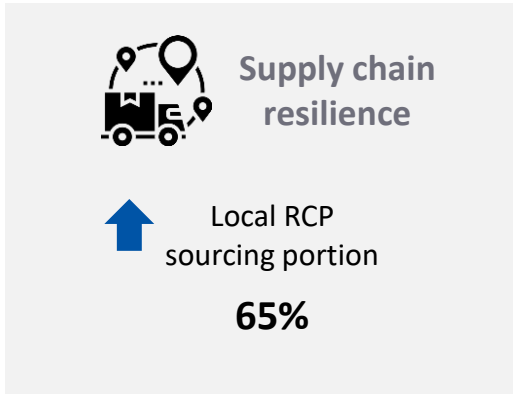 Supply chain
resilience
Local RCP
sourcing portion
65%